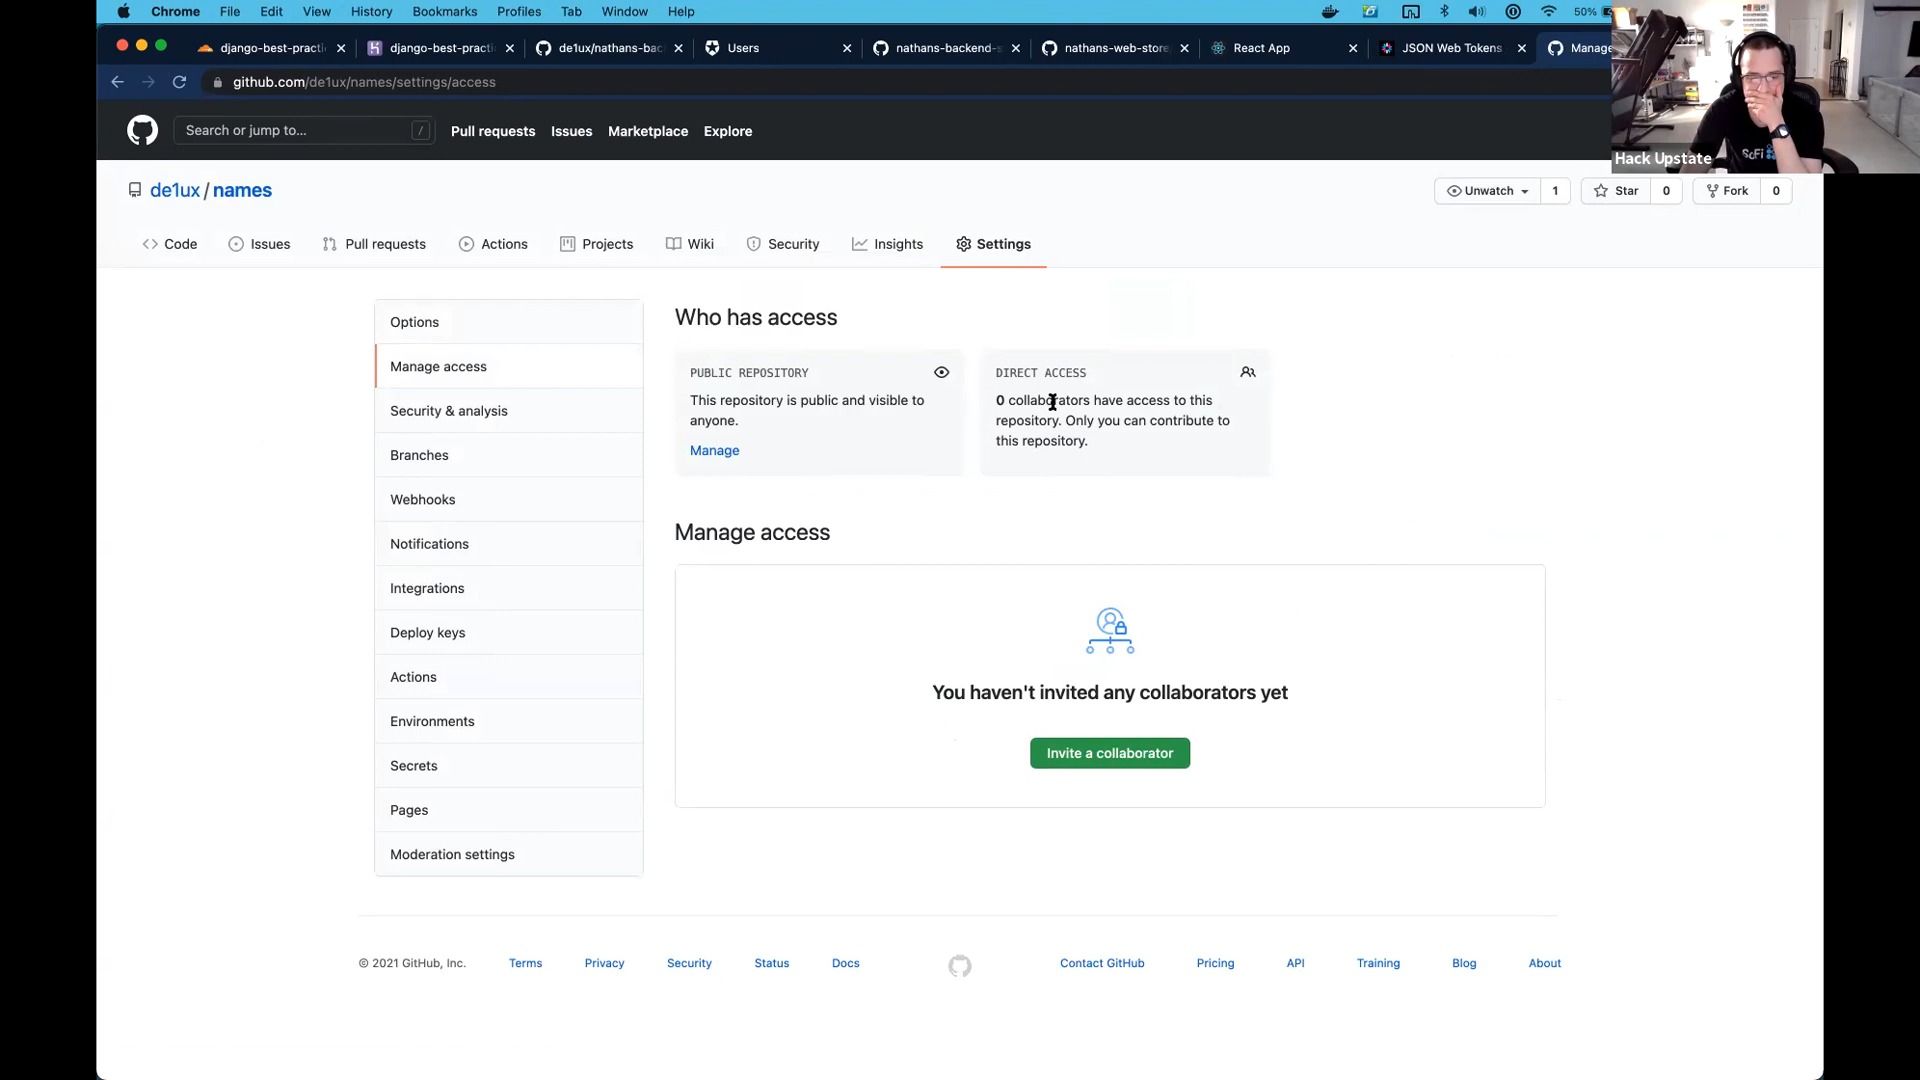 Chrome File Edit View History Bookmarks Profiles Tab Window Help 50%
django-best-practi de1ux/nathans-bac Users nathans-backend-s nathans-web-store React App JSON Web Tokens Manage
github.com/de1ux/names/settings/access
Search or jump to... / Pull requests Issues Marketplace Explore
SoFi
Hack Upstate
de1ux / names
Unwatch 1 Star 0 Fork 0
Code Issues Pull requests Actions Projects Wiki Security Insights Settings
Options
Manage access
Security & analysis
Branches
Webhooks
Notifications
Integrations
Deploy keys
Actions
Environments
Secrets
Pages
Moderation settings
Who has access
PUBLIC REPOSITORY
This repository is public and visible to
anyone.
Manage
DIRECT ACCESS
0 collaborators have access to this
repository. Only you can contribute to
this repository.
Manage access
You haven't invited any collaborators yet
Invite a collaborator
© 2021 GitHub, Inc. Terms Privacy Security Status Docs Contact GitHub Pricing API Training Blog About